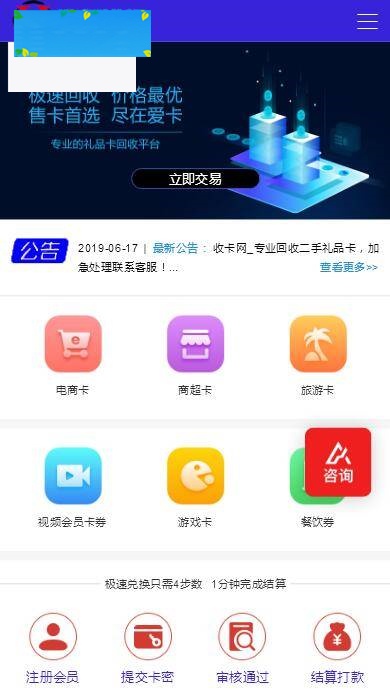 极速回收 价格最优
售卡首选 尽在爱卡
专业的礼品卡回收平台
立即交易
公告
2019-06-17 | 最新公告： 收卡网_专业回收二手礼品卡，加
急处理联系客服！...
查看更多>>
电商卡
商超卡
旅游卡
视频会员卡券
游戏卡
餐饮券
咨询
极速兑换只需4步数 1分钟完成结算
注册会员
提交卡密
审核通过
结算打款